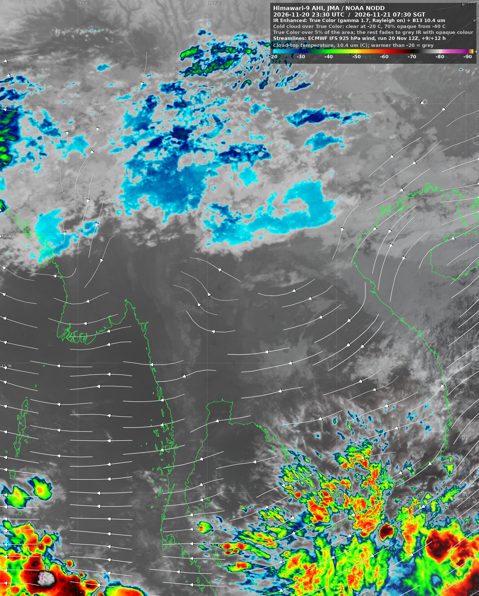 Himawari-9 AHI, JMA / NOAA NODD
2026-11-20 23:30 UTC / 2026-11-21 07:30 SGT
IR Enhanced: True Color (gamma 1.7, Rayleigh on) + B13 10.4 um
Cold cloud over True Color: clear at -20 C, 70% opaque from -60 C
True Color over 5% of the area; the rest fades to grey IR with opaque colour
Streamlines: ECMWF IFS 925 hPa wind, run 20 Nov 12Z, +9/+12 h
Cloud-top temperature, 10.4 um (C); warmer than -20 = grey
-20 -30 -40 -50 -60 -70 -80 -90